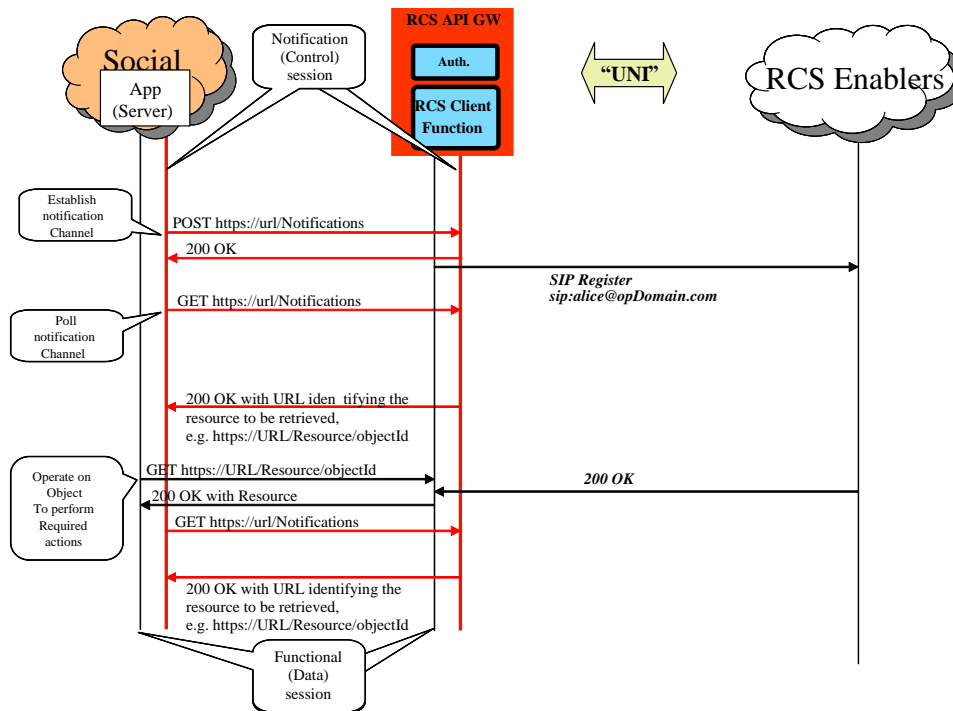 Social
App
(Server)
Notification
(Control)
session
RCS API GW
Auth.
RCS Client
Function
“UNI”
RCS Enablers
Establish
notification
Channel
POST https://url/Notifications
200 OK
SIP Register
sip:alice@opDomain.com
GET https://url/Notifications
Poll
notification
Channel
200 OK with URL iden tifying the
resource to be retrieved,
e.g. https://URL/Resource/objectId
Operate on
Object
To perform
Required
actions
GET https://URL/Resource/objectId
200 OK
200 OK with Resource
GET https://url/Notifications
200 OK with URL identifying the
resource to be retrieved,
e.g. https://URL/Resource/objectId
Functional
(Data)
session